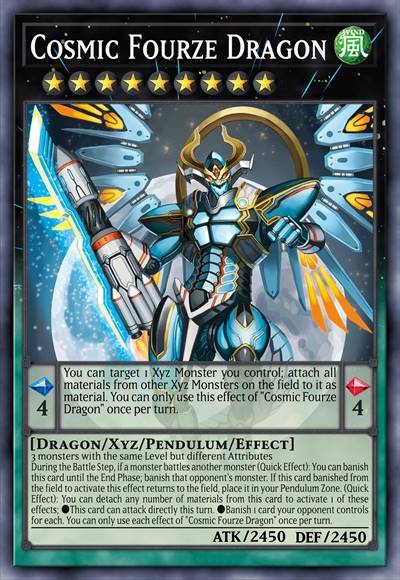 COSMIC FOURZE DRAGON
WIND
風
You can target 1 Xyz Monster you control; attach all
materials from other Xyz Monsters on the field to it as
material. You can only use this effect of "Cosmic Fourze
Dragon" once per turn.
4
4
[DRAGON/XYZ/PENDULUM/EFFECT]
3 monsters with the same Level but different Attributes
During the Battle Step, if a monster battles another monster (Quick Effect): You can banish
this card until the End Phase; banish that opponent's monster. If this card banished from
the field to activate this effect returns to the field, place it in your Pendulum Zone. (Quick
Effect): You can detach any number of materials from this card to activate 1 of these
effects; ●This card can attack directly this turn. ●Banish 1 card your opponent controls
for each. You can only use each effect of "Cosmic Fourze Dragon" once per turn.
ATK/2450 DEF/2450